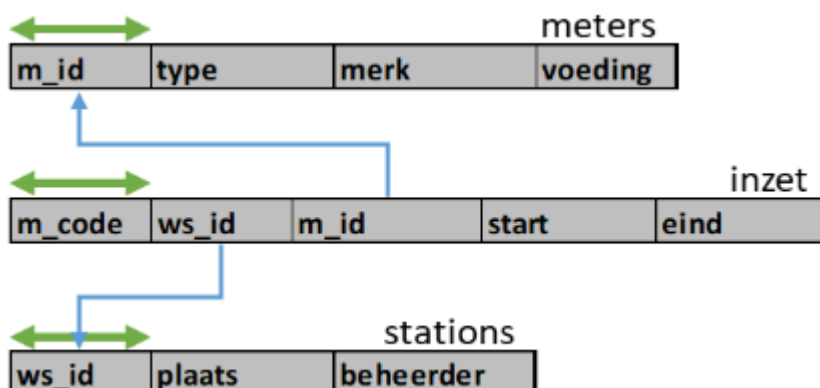 meters
m_id type merk voeding
inzet
m_code ws_id m_id start eind
stations
ws_id plaats beheerder